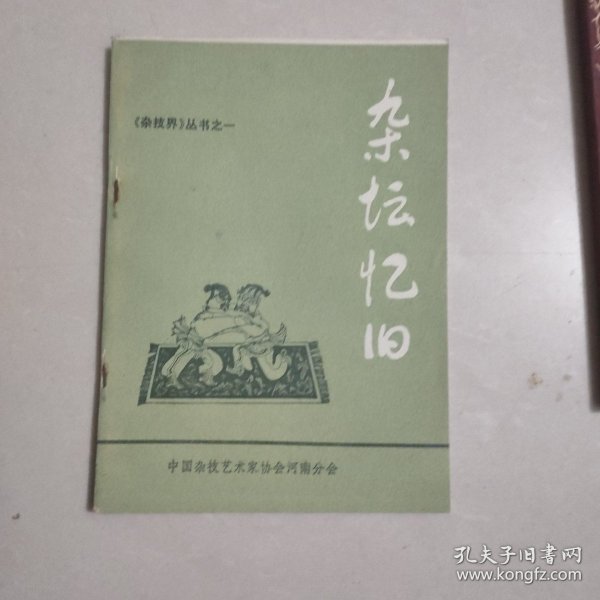 《杂技界》丛书之一
杂坛忆旧
中国杂技艺术家协会河南分会
孔夫子旧書网
www.kongfz.com